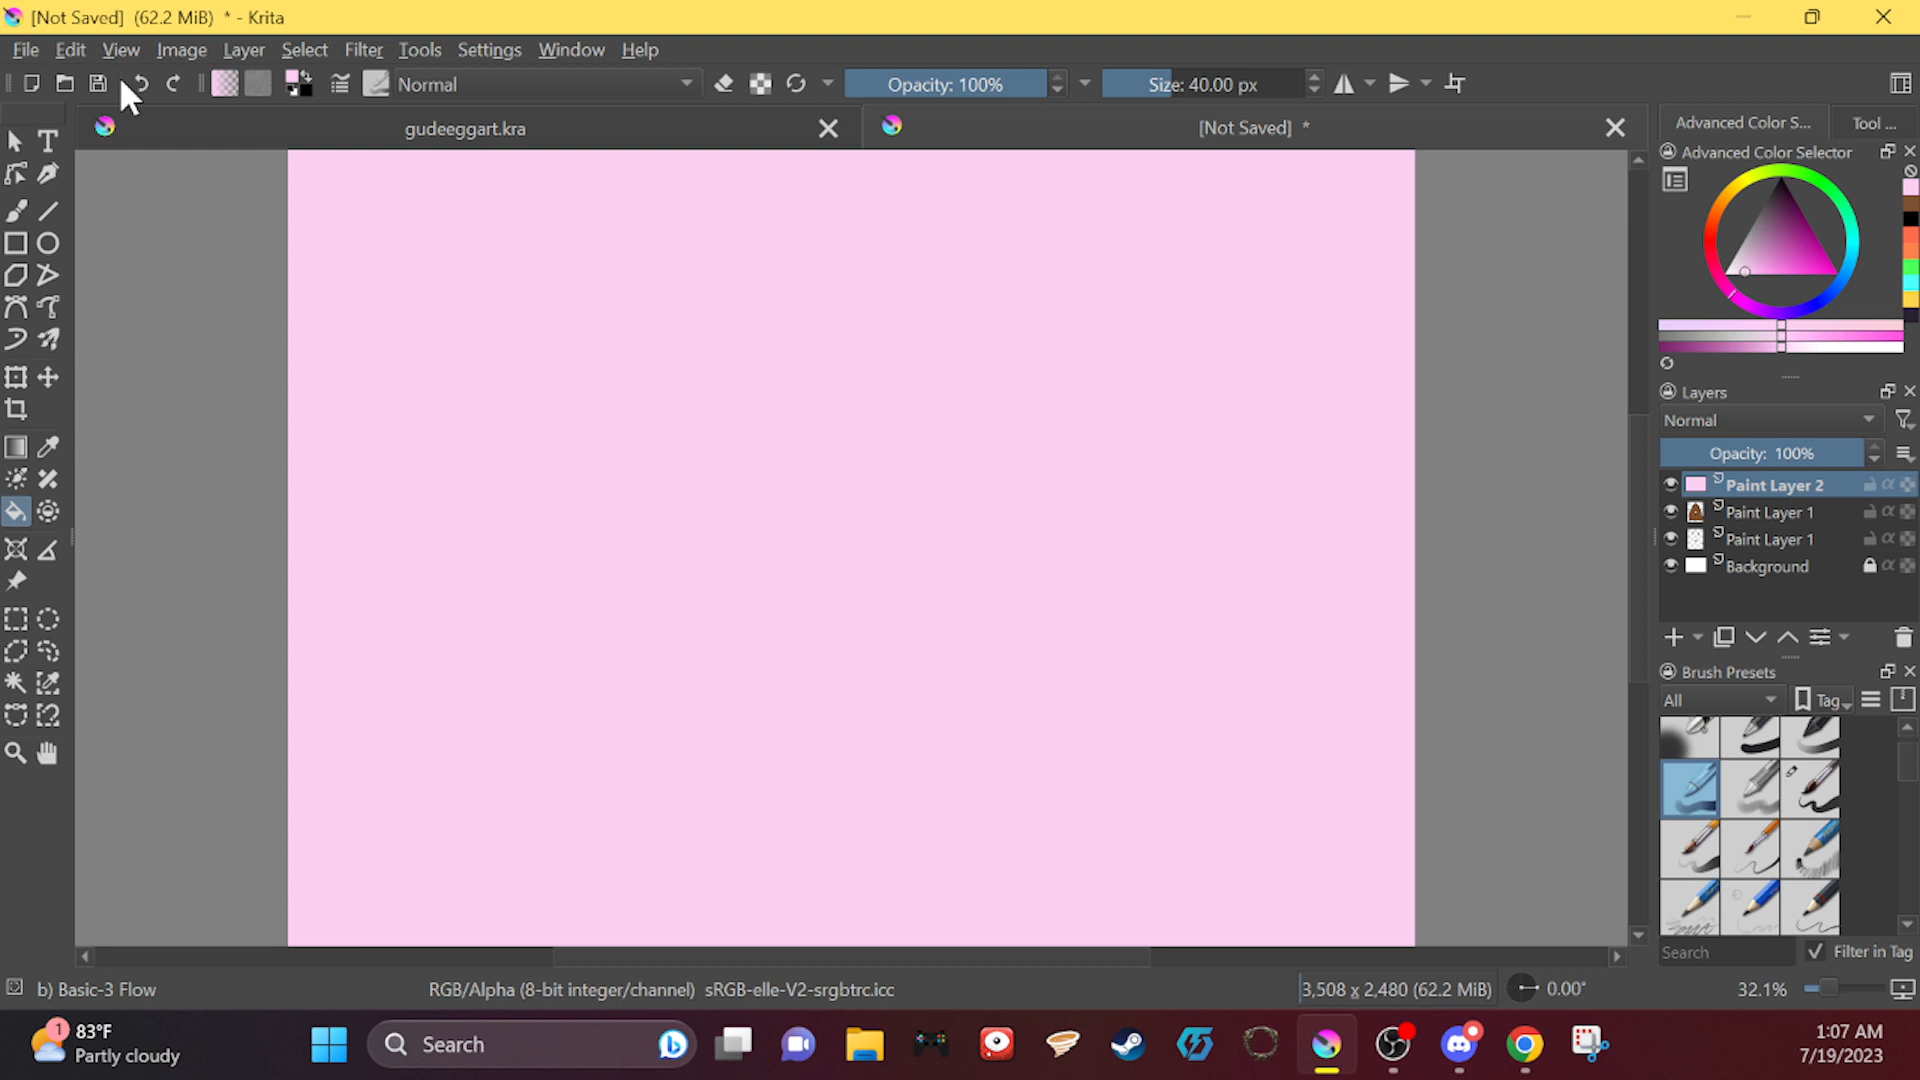 [Not Saved] (62.2 MiB) * - Krita
File Edit View Image Layer Select Filter Tools Settings Window Help
Normal Opacity: 100% Size: 40.00 px
gudeeggart.kra [Not Saved] *
Advanced Color S... Tool ...
Advanced Color Selector
Layers
Normal
Opacity: 100%
Paint Layer 2
Paint Layer 1
Paint Layer 1
Background
Brush Presets
All Tag
Search Filter in Tag
b) Basic-3 Flow RGB/Alpha (8-bit integer/channel) sRGB-elle-V2-srgbtrc.icc 3,508 x 2,480 (62.2 MiB) 0.00° 32.1%
1 83°F
Partly cloudy
Search
1:07 AM
7/19/2023